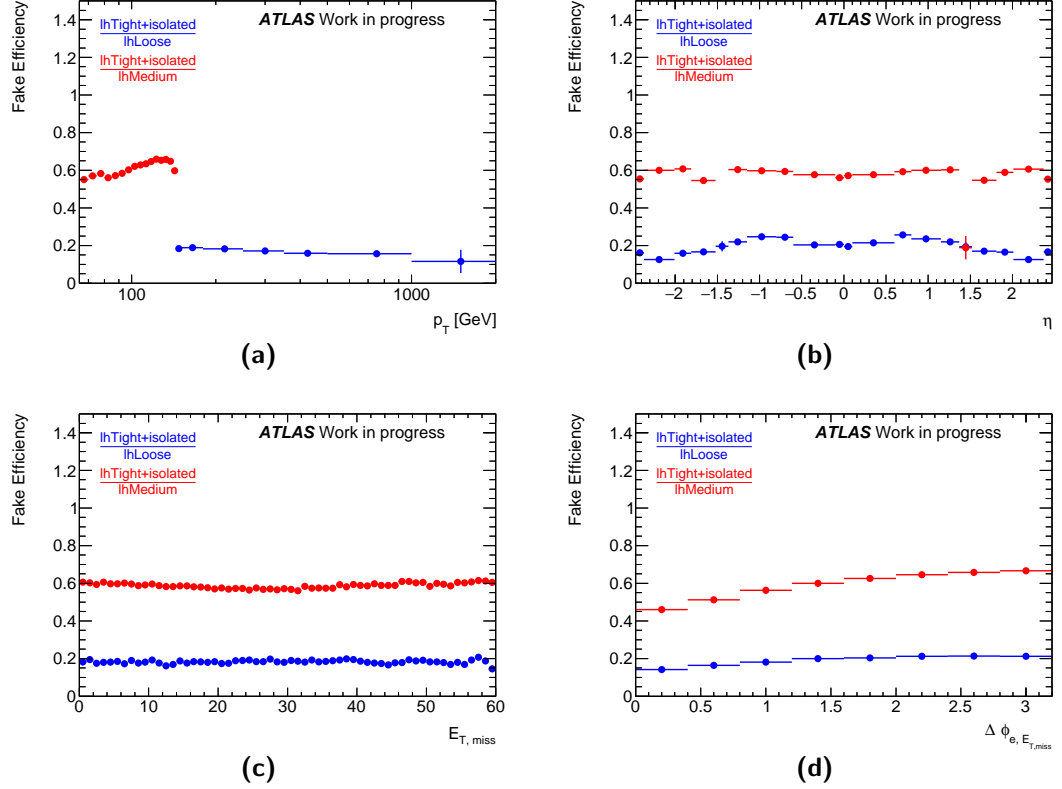 Fake Efficiency
ATLAS Work in progress
lhTight+isolated
lhLoose
lhTight+isolated
lhMedium
1.4
1.2
1
0.8
0.6
0.4
0.2
0
100
1000
p_T [GeV]
(a)
Fake Efficiency
ATLAS Work in progress
lhTight+isolated
lhLoose
lhTight+isolated
lhMedium
1.4
1.2
1
0.8
0.6
0.4
0.2
0
−2 −1.5 −1 −0.5 0 0.5 1 1.5 2
η
(b)
Fake Efficiency
ATLAS Work in progress
lhTight+isolated
lhLoose
lhTight+isolated
lhMedium
1.4
1.2
1
0.8
0.6
0.4
0.2
0
0 10 20 30 40 50 60
E_T, miss
(c)
Fake Efficiency
ATLAS Work in progress
lhTight+isolated
lhLoose
lhTight+isolated
lhMedium
1.4
1.2
1
0.8
0.6
0.4
0.2
0
0 0.5 1 1.5 2 2.5 3
Δ ϕ_e, E_T,miss
(d)